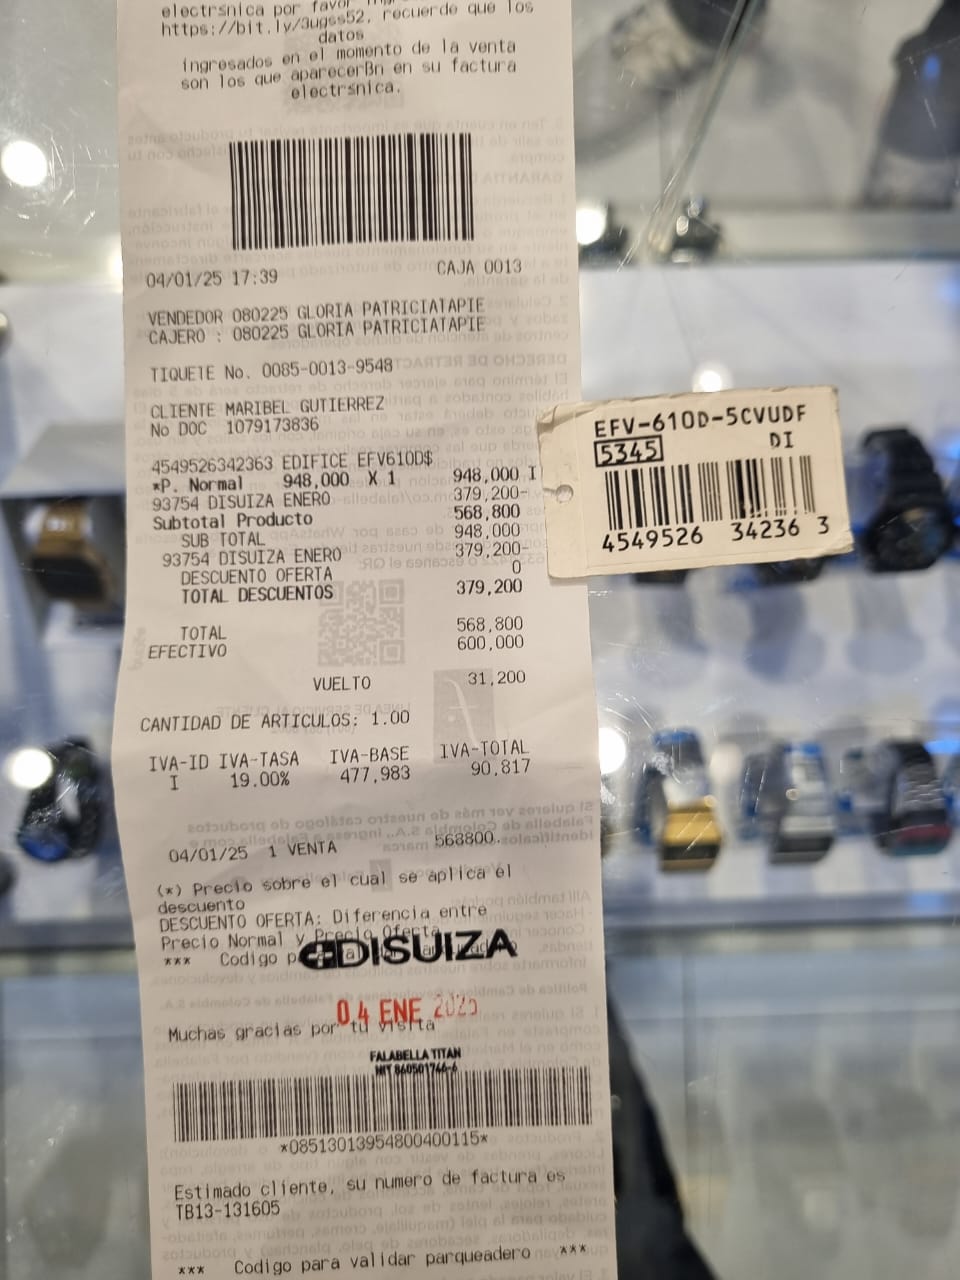 electrśnica por favor
https://bit.ly/3ugss52, recuerde que los
datos
ingresados en el momento de la venta
son los que aparecerBn en su factura
electrśnica.
04/01/25 17:39 CAJA 0013
VENDEDOR 080225 GLORIA PATRICIATAPIE
CAJERO : 080225 GLORIA PATRICIATAPIE
TIQUETE No. 0085-0013-9548
CLIENTE MARIBEL GUTIERREZ
No DOC 1079173836
4549526342363 EDIFICE EFV610D$
*P. Normal 948,000 X 1 948,000 I
93754 DISUIZA ENERO 379,200-
Subtotal Producto 568,800
SUB TOTAL 948,000
93754 DISUIZA ENERO 379,200-
DESCUENTO OFERTA 0
TOTAL DESCUENTOS 379,200
TOTAL 568,800
EFECTIVO 600,000
VUELTO 31,200
CANTIDAD DE ARTICULOS: 1.00
IVA-ID IVA-TASA IVA-BASE IVA-TOTAL
I 19.00% 477,983 90,817
04/01/25 1 VENTA 568800..
(*) Precio sobre el cual se aplica el
descuento
DESCUENTO OFERTA: Diferencia entre
Precio Normal y Precio Oferta
*** Codigo
DISUIZA
04 ENE 2025
Muchas gracias por tu visita
FALABELLA TITAN
NIT 860501746-6
*08513013954800400115*
Estimado cliente, su numero de factura es
TB13-131605
*** Codigo para validar parqueadero ***
EFV-610D-5CVUDF
5345 DI
4549526 34236 3